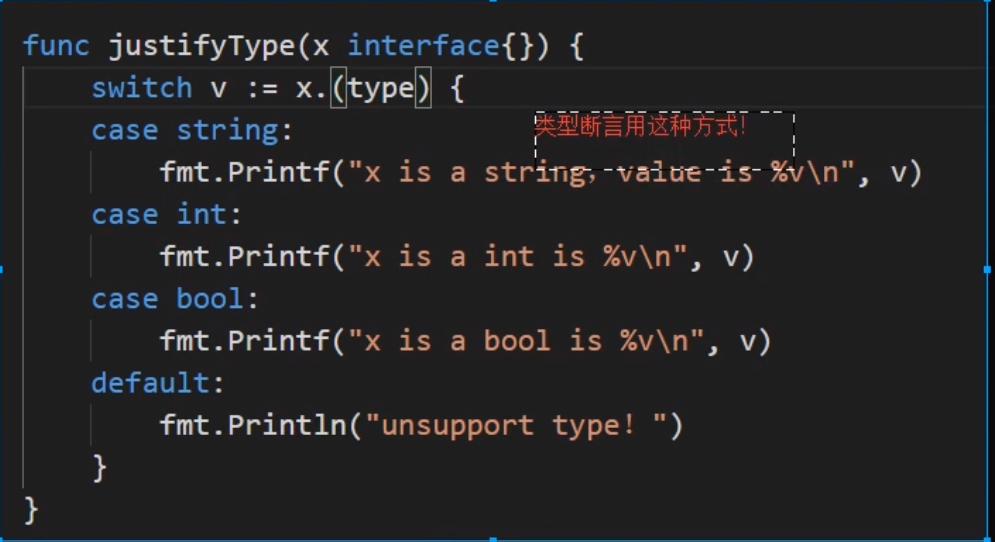 func justifyType(x interface{}) {
switch v := x.(type) {
case string:
类型断言用这种方式!
fmt.Printf("x is a string，value is %v\n", v)
case int:
fmt.Printf("x is a int is %v\n", v)
case bool:
fmt.Printf("x is a bool is %v\n", v)
default:
fmt.Println("unsupport type！")
}
}